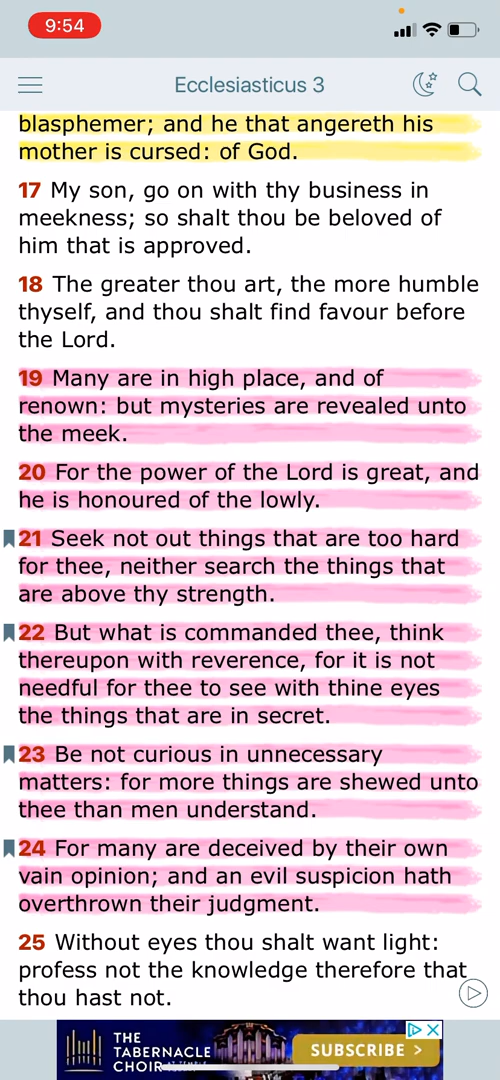 9:54
Ecclesiasticus 3
blasphemer; and he that angereth his
mother is cursed: of God.
17 My son, go on with thy business in
meekness; so shalt thou be beloved of
him that is approved.
18 The greater thou art, the more humble
thyself, and thou shalt find favour before
the Lord.
19 Many are in high place, and of
renown: but mysteries are revealed unto
the meek.
20 For the power of the Lord is great, and
he is honoured of the lowly.
21 Seek not out things that are too hard
for thee, neither search the things that
are above thy strength.
22 But what is commanded thee, think
thereupon with reverence, for it is not
needful for thee to see with thine eyes
the things that are in secret.
23 Be not curious in unnecessary
matters: for more things are shewed unto
thee than men understand.
24 For many are deceived by their own
vain opinion; and an evil suspicion hath
overthrown their judgment.
25 Without eyes thou shalt want light:
profess not the knowledge therefore that
thou hast not.
THE
TABERNACLE
CHOIR
SUBSCRIBE >